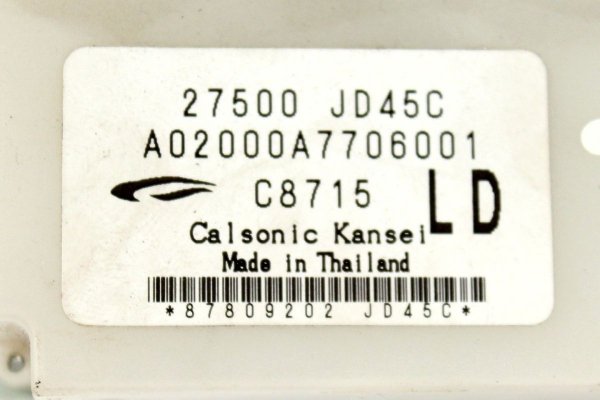 27500 JD45C
A02000A7706001
C8715 LD
Calsonic Kansei
Made in Thailand
*87809202 JD45C*